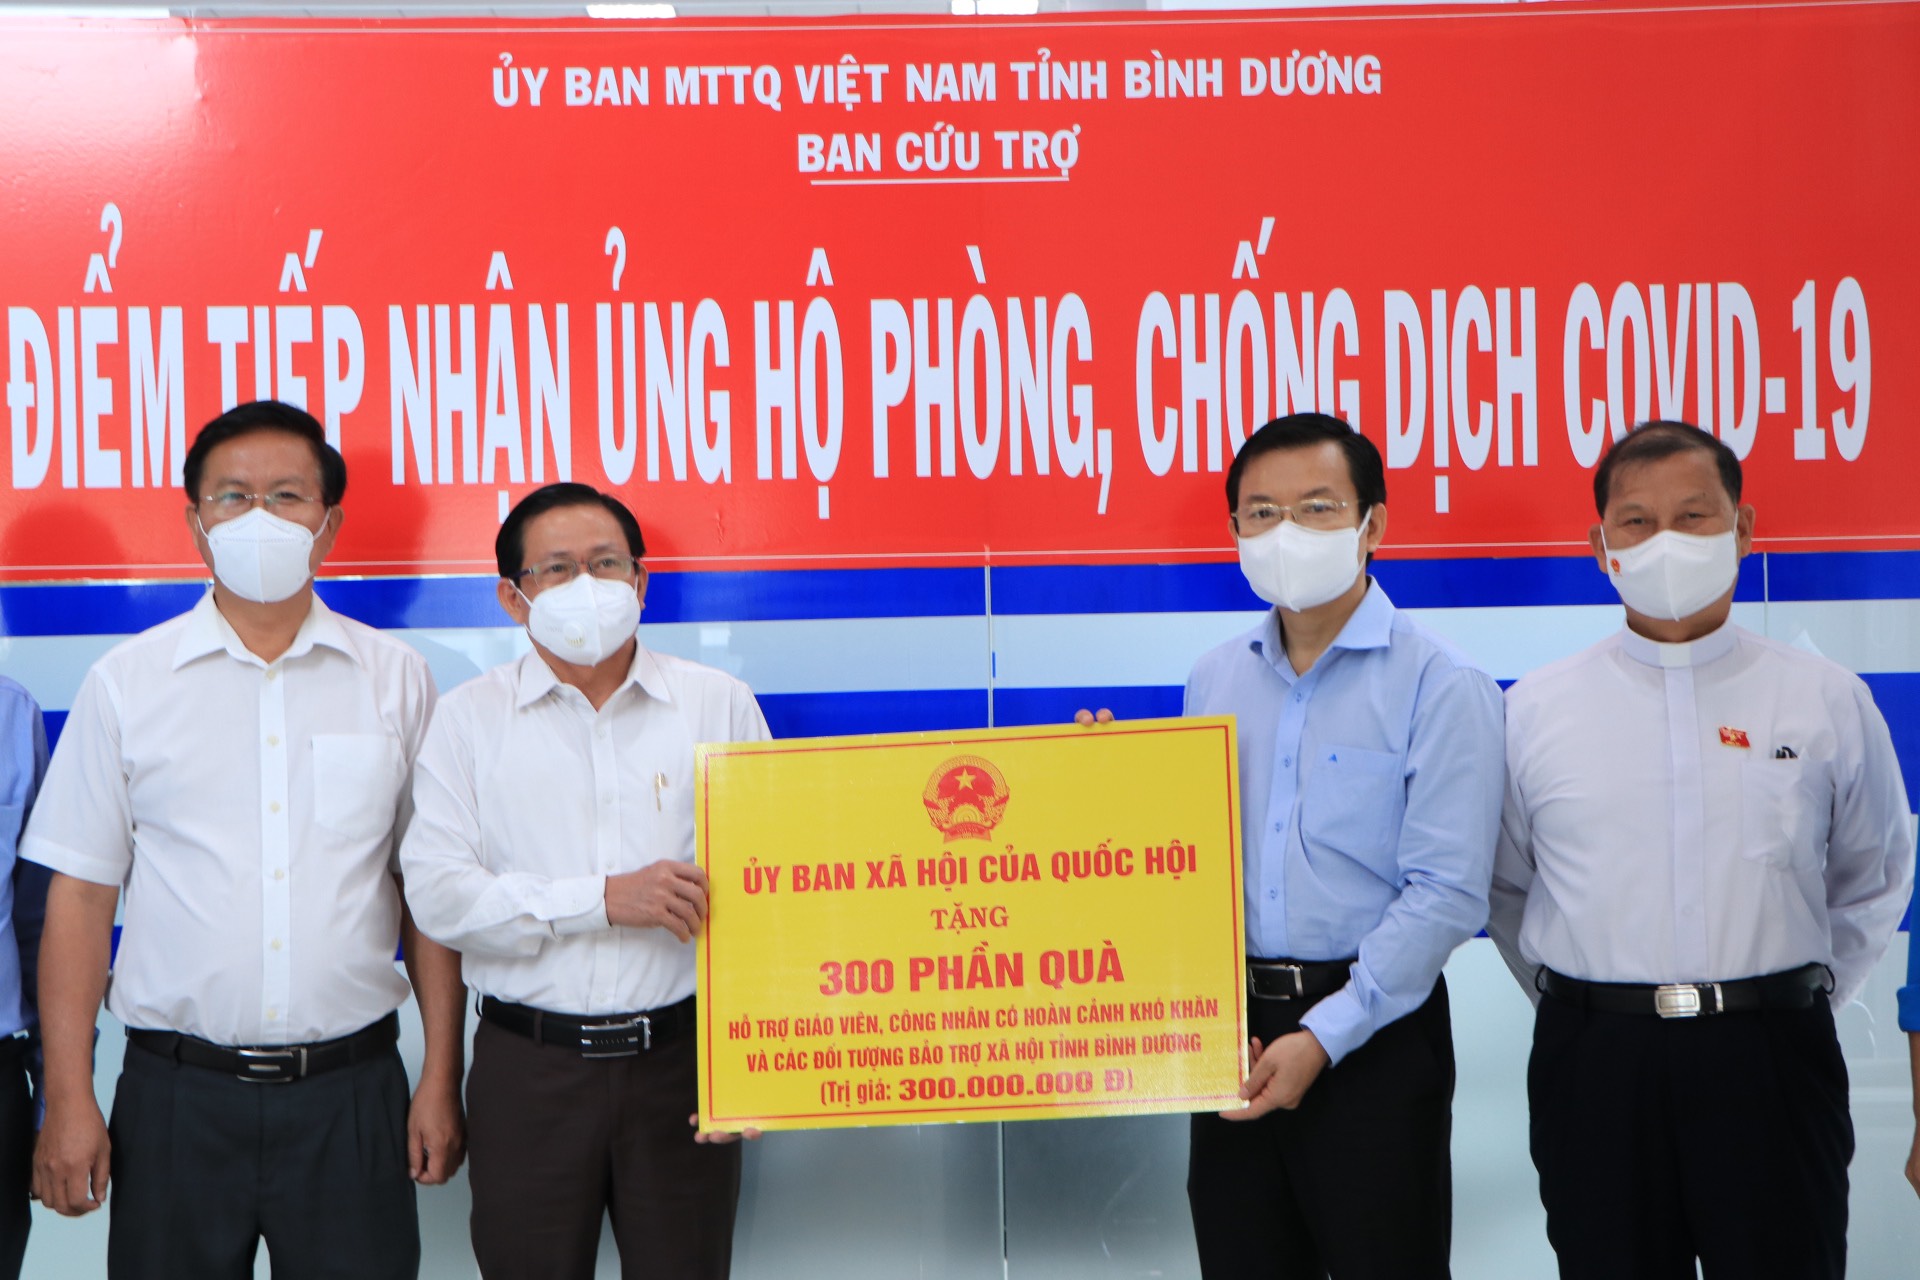 ỦY BAN MTTQ VIỆT NAM TỈNH BÌNH DƯƠNG
BAN CỨU TRỢ
ĐIỂM TIẾP NHẬN ỦNG HỘ PHÒNG, CHỐNG DỊCH COVID-19
ỦY BAN XÃ HỘI CỦA QUỐC HỘI
TẶNG
300 PHẦN QUÀ
HỖ TRỢ GIÁO VIÊN, CÔNG NHÂN CÓ HOÀN CẢNH KHÓ KHĂN
VÀ CÁC ĐỐI TƯỢNG BẢO TRỢ XÃ HỘI TỈNH BÌNH DƯƠNG
(Trị giá: 300.000.000 Đ)